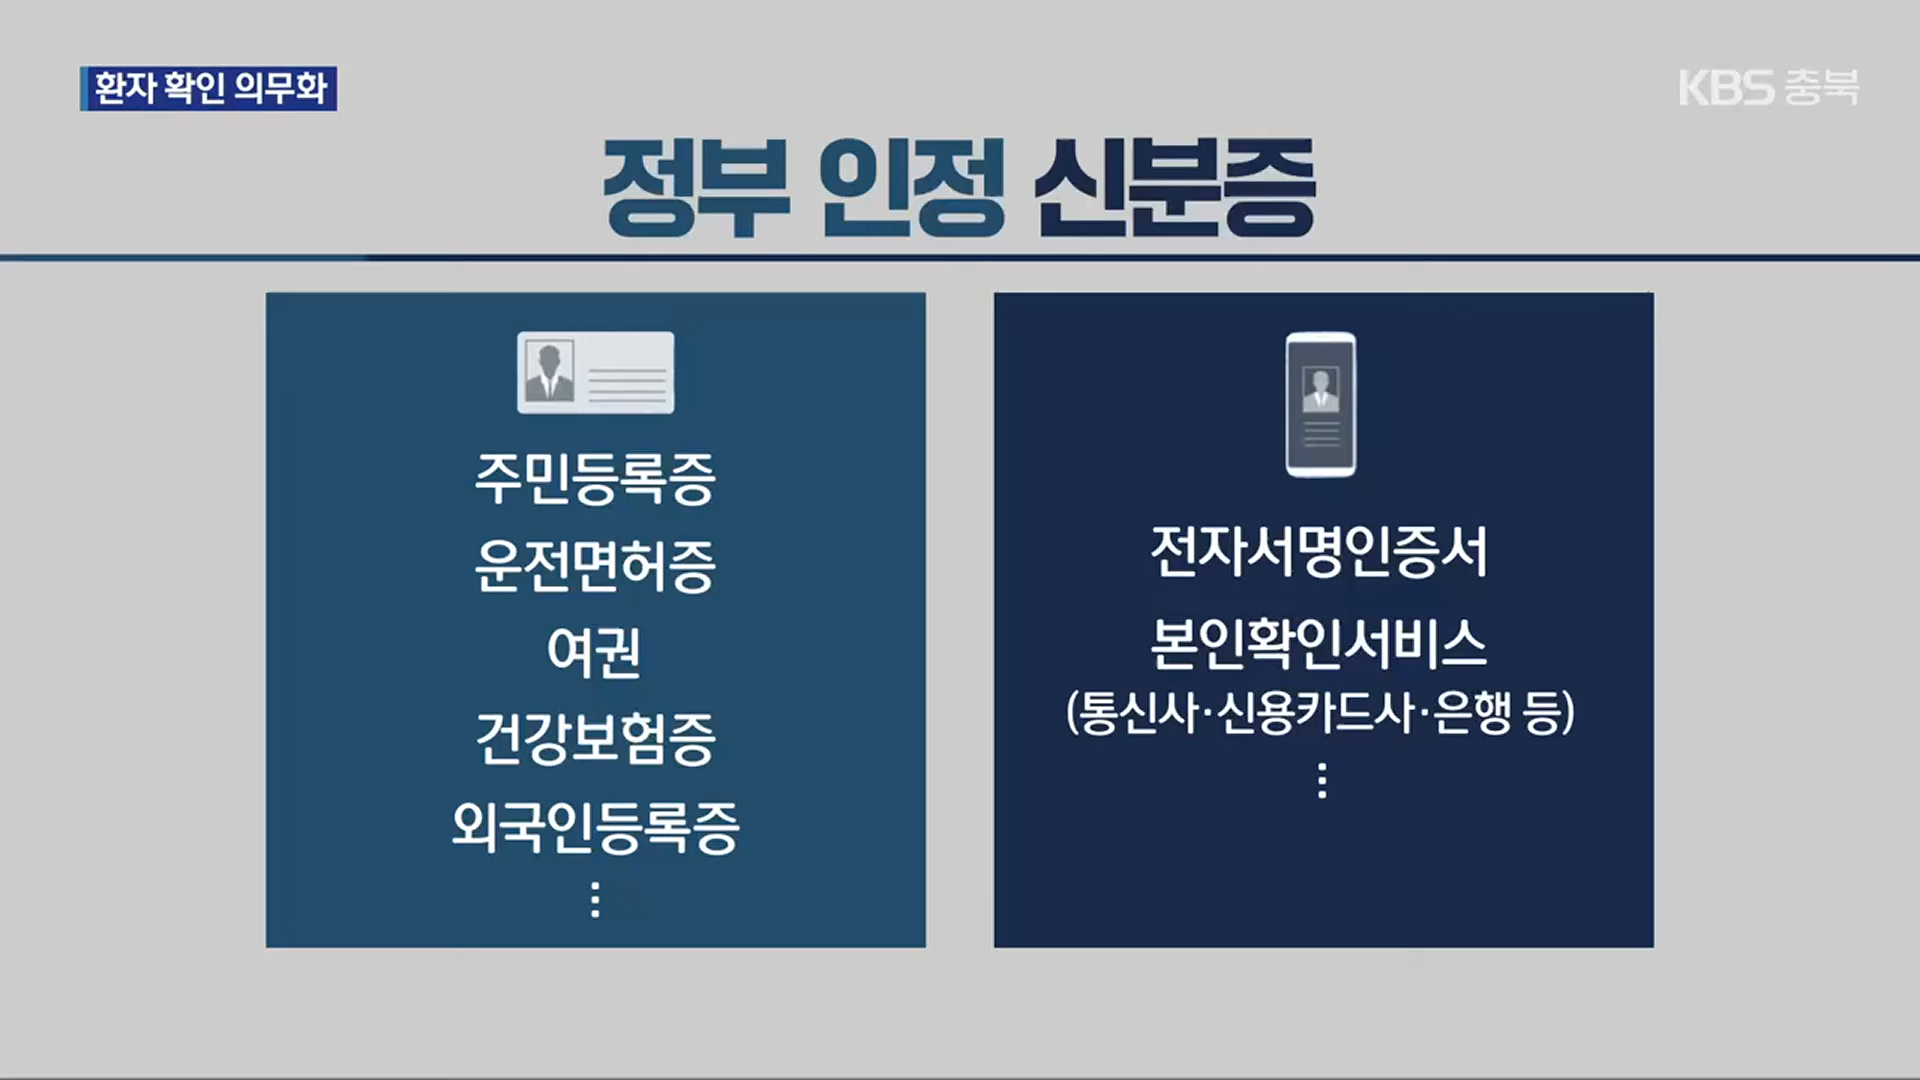 환자 확인 의무화
KBS 충북
정부 인정 신분증
주민등록증
운전면허증
여권
건강보험증
외국인등록증
⋮
전자서명인증서
본인확인서비스
(통신사·신용카드사·은행 등)
⋮